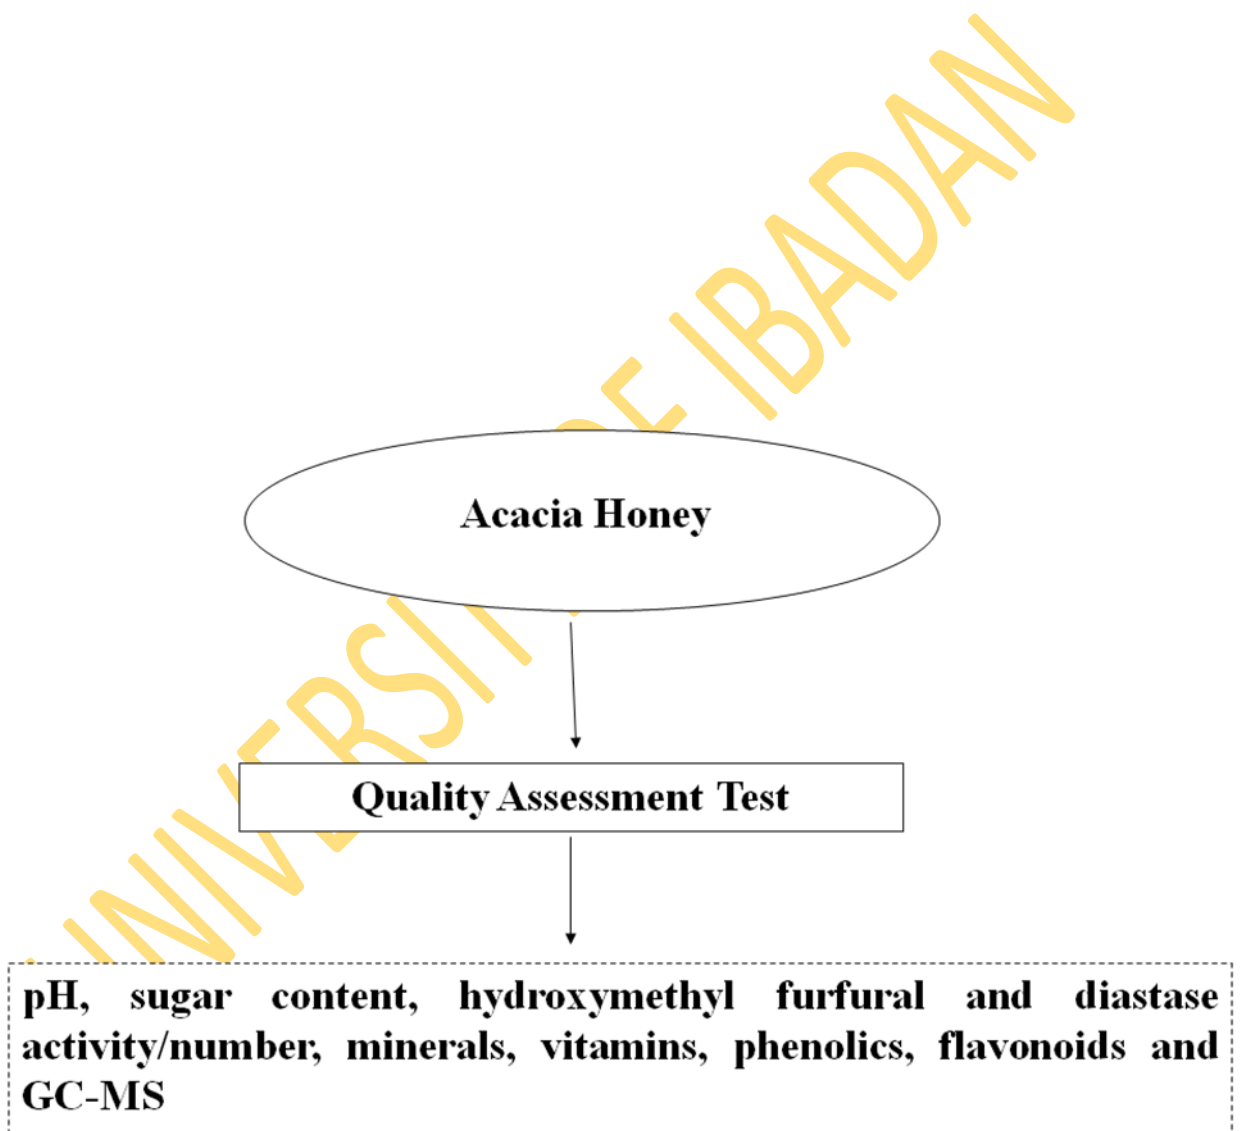 UNIVERSITY OF IBADAN
Acacia Honey
Quality Assessment Test
pH, sugar content, hydroxymethyl furfural and diastase
activity/number, minerals, vitamins, phenolics, flavonoids and
GC-MS